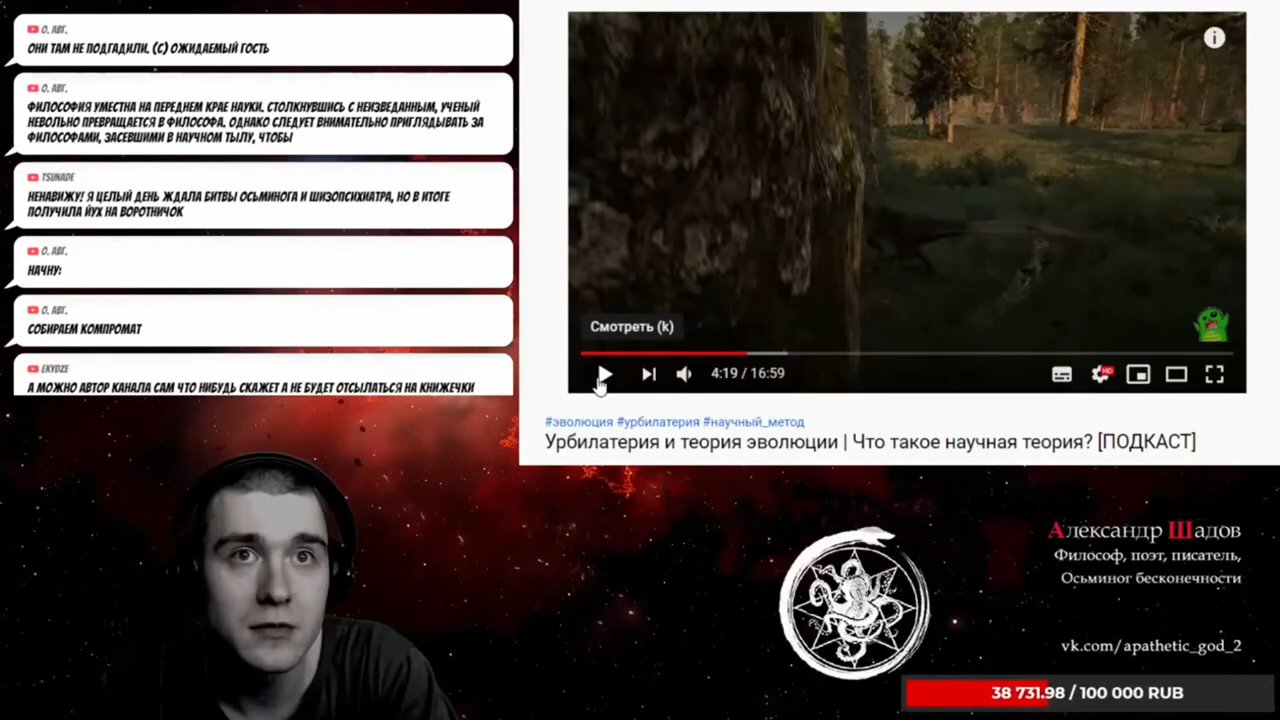 О. АВГ.
ОНИ ТАМ НЕ ПОДГАДИЛИ. (С) ОЖИДАЕМЫЙ ГОСТЬ
О. АВГ.
ФИЛОСОФИЯ УМЕСТНА НА ПЕРЕДНЕМ КРАЕ НАУКИ. СТОЛКНУВШИСЬ С НЕИЗВЕДАННЫМ, УЧЕНЫЙ
НЕВОЛЬНО ПРЕВРАЩАЕТСЯ В ФИЛОСОФА. ОДНАКО СЛЕДУЕТ ВНИМАТЕЛЬНО ПРИГЛЯДЫВАТЬ ЗА
ФИЛОСОФАМИ, ЗАСЕВШИМИ В НАУЧНОМ ТЫЛУ, ЧТОБЫ
TSUNADE
НЕНАВИЖУ! Я ЦЕЛЫЙ ДЕНЬ ЖДАЛА БИТВЫ ОСЬМИНОГА И ШИЗОПСИХИАТРА, НО В ИТОГЕ
ПОЛУЧИЛА ЙУХ НА ВОРОТНИЧОК
О. АВГ.
НАЧНУ:
О. АВГ.
СОБИРАЕМ КОМПРОМАТ
EKYDZE
А МОЖНО АВТОР КАНАЛА САМ ЧТО НИБУДЬ СКАЖЕТ А НЕ БУДЕТ ОТСЫЛАТЬСЯ НА КНИЖЕЧКИ
Смотреть (k)
4:19 / 16:59
HD
#эволюция #урбилатерия #научный_метод
Урбилатерия и теория эволюции | Что такое научная теория? [ПОДКАСТ]
Александр Шадов
Философ, поэт, писатель,
Осьминог бесконечности
vk.com/apathetic_god_2
38 731.98 / 100 000 RUB